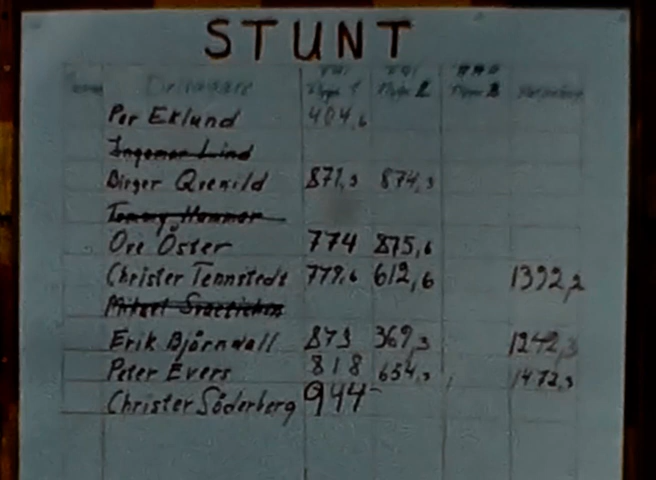 STUNT
Per Eklund 404,6
Ingemar Lind
Birger Qrenild 871,3 874,3
Tommy Hammar
Ove Öster 774 875,6
Christer Tennstedt 779,6 612,6 1392,2
Mikael
Erik Björnwall 873 369,3 1242,3
Peter Evers 818 654,3 1472,3
Christer Söderberg 944